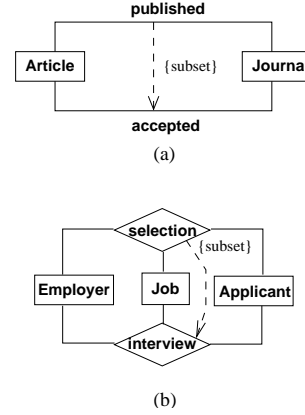 published
{subset}
Article
Journa
accepted
(a)
selection
{subset}
Employer
Job
Applicant
interview
(b)